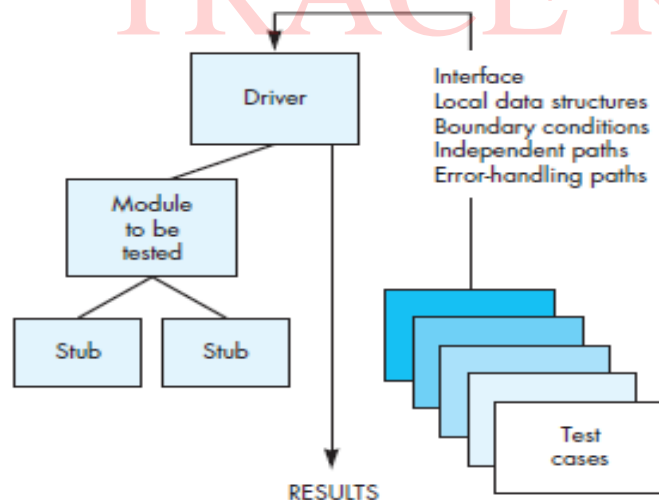 TRACE K
Driver
Interface
Local data structures
Boundary conditions
Independent paths
Error-handling paths
Module
to be
tested
Stub
Stub
Test
cases
RESULTS